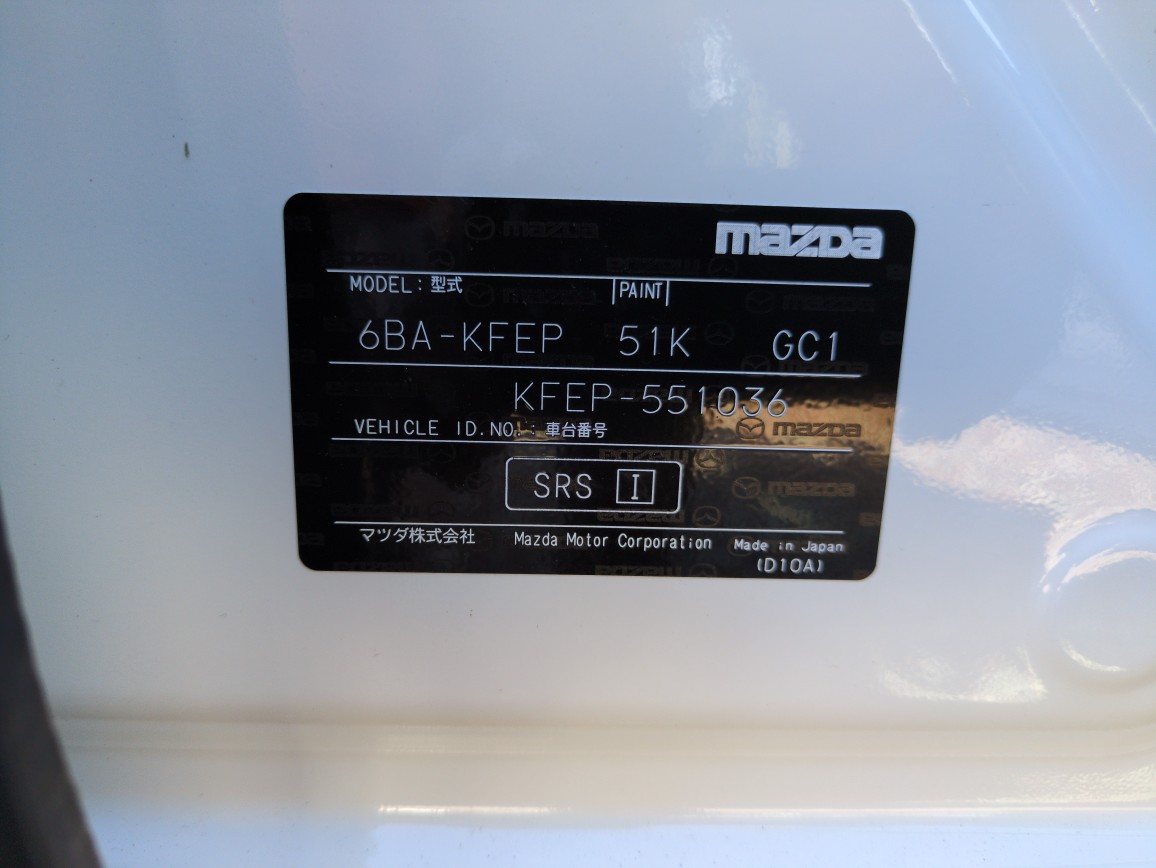 mazda
MODEL : 型式 PAINT
6BA-KFEP 51K GC1
KFEP-551036
VEHICLE ID.NO. : 車台番号
SRS I
マツダ株式会社 Mazda Motor Corporation Made in Japan
(D10A)